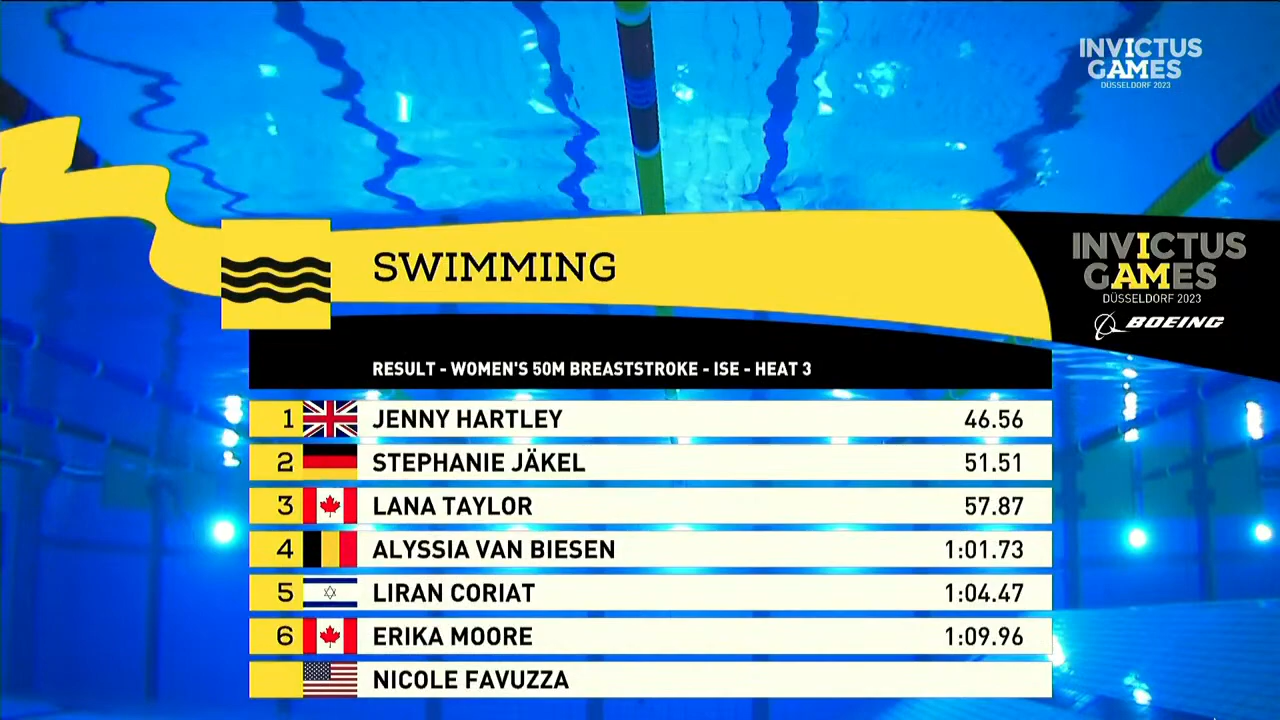 INVICTUS
GAMES
DÜSSELDORF 2023
SWIMMING
INVICTUS
GAMES
DÜSSELDORF 2023
BOEING
RESULT - WOMEN'S 50M BREASTSTROKE - ISE - HEAT 3
1 JENNY HARTLEY 46.56
2 STEPHANIE JÄKEL 51.51
3 LANA TAYLOR 57.87
4 ALYSSIA VAN BIESEN 1:01.73
5 LIRAN CORIAT 1:04.47
6 ERIKA MOORE 1:09.96
NICOLE FAVUZZA